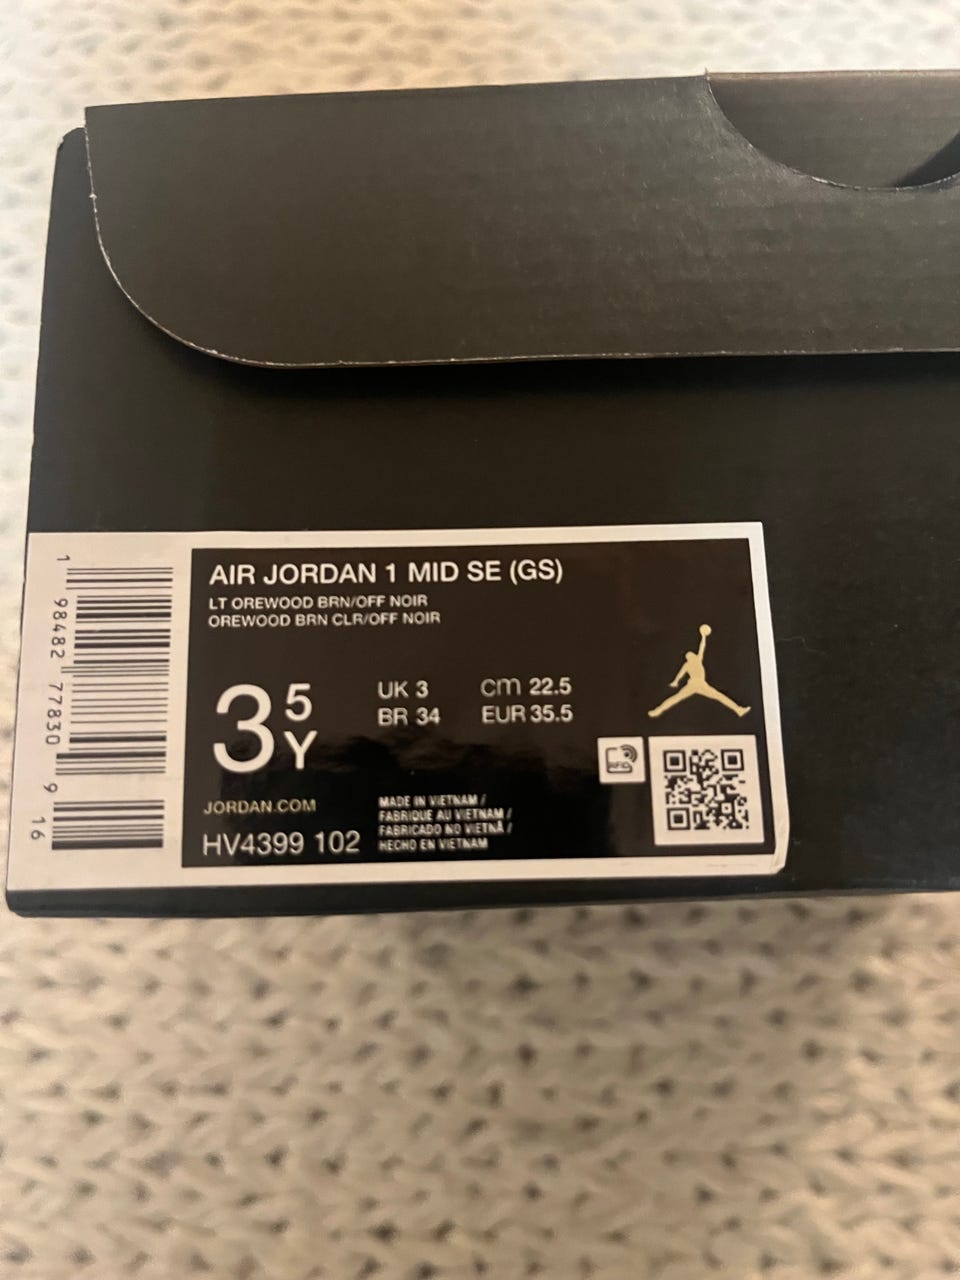 AIR JORDAN 1 MID SE (GS)
LT OREWOOD BRN/OFF NOIR
OREWOOD BRN CLR/OFF NOIR
3 5 Y
UK 3 cm 22.5
BR 34 EUR 35.5
JORDAN.COM
HV4399 102
MADE IN VIETNAM /
FABRIQUE AU VIETNAM /
FABRICADO NO VIETNÃ /
HECHO EN VIETNAM
RFID
1 98482 77830 9 16